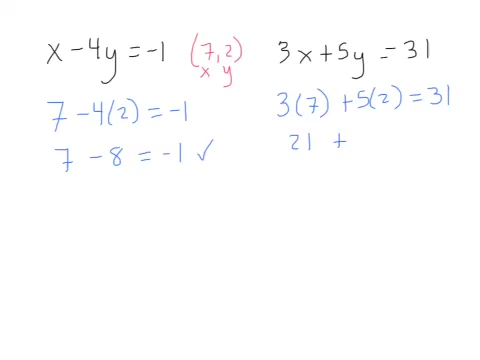 x - 4y = -1 (7, 2) 3x + 5y = 31
x y
7 - 4(2) = -1 3(7) + 5(2) = 31
7 - 8 = -1 ✓ 21 +